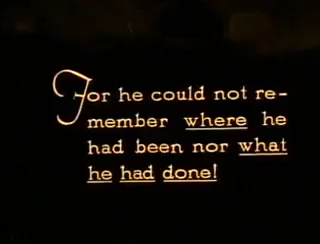 For he could not re-
member where he
had been nor what
he had done!